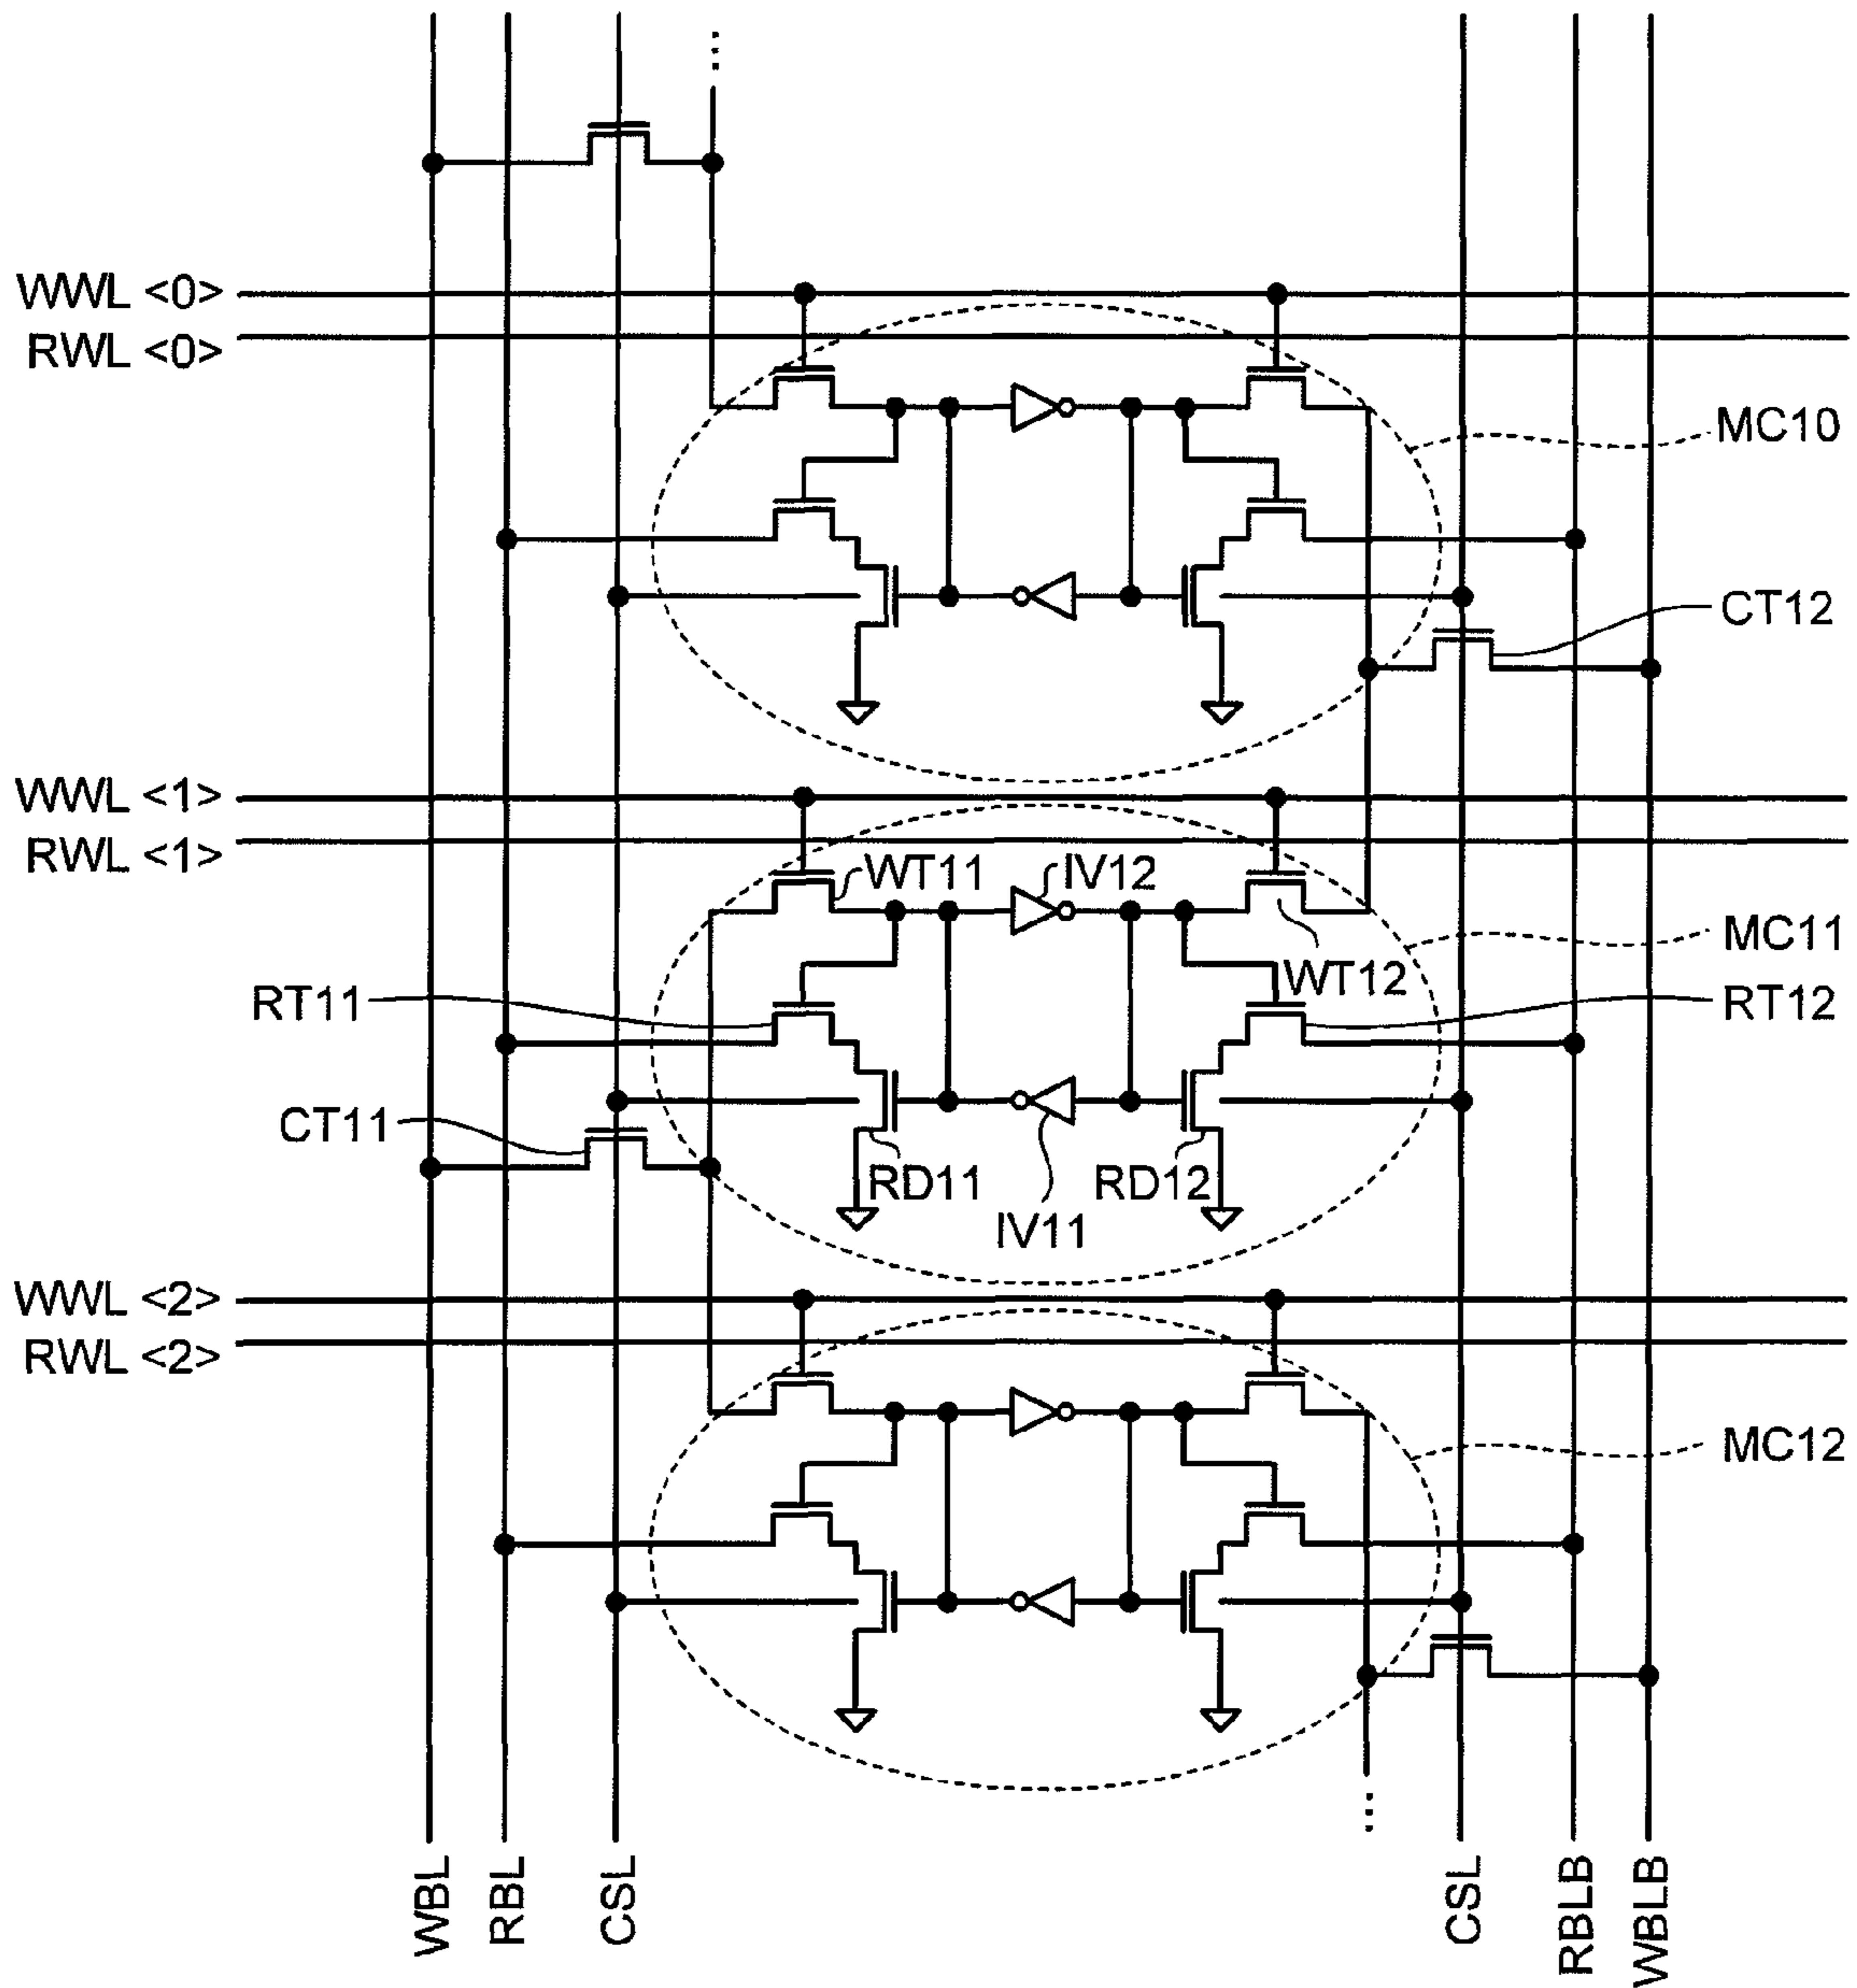 WWL <0>
RWL <0>
MC10
CT12
WWL <1>
RWL <1>
WT11
IV12
MC11
WT12
RT11
RT12
CT11
RD11
RD12
IV11
WWL <2>
RWL <2>
MC12
WBL
RBL
CSL
CSL
RBLB
WBLB